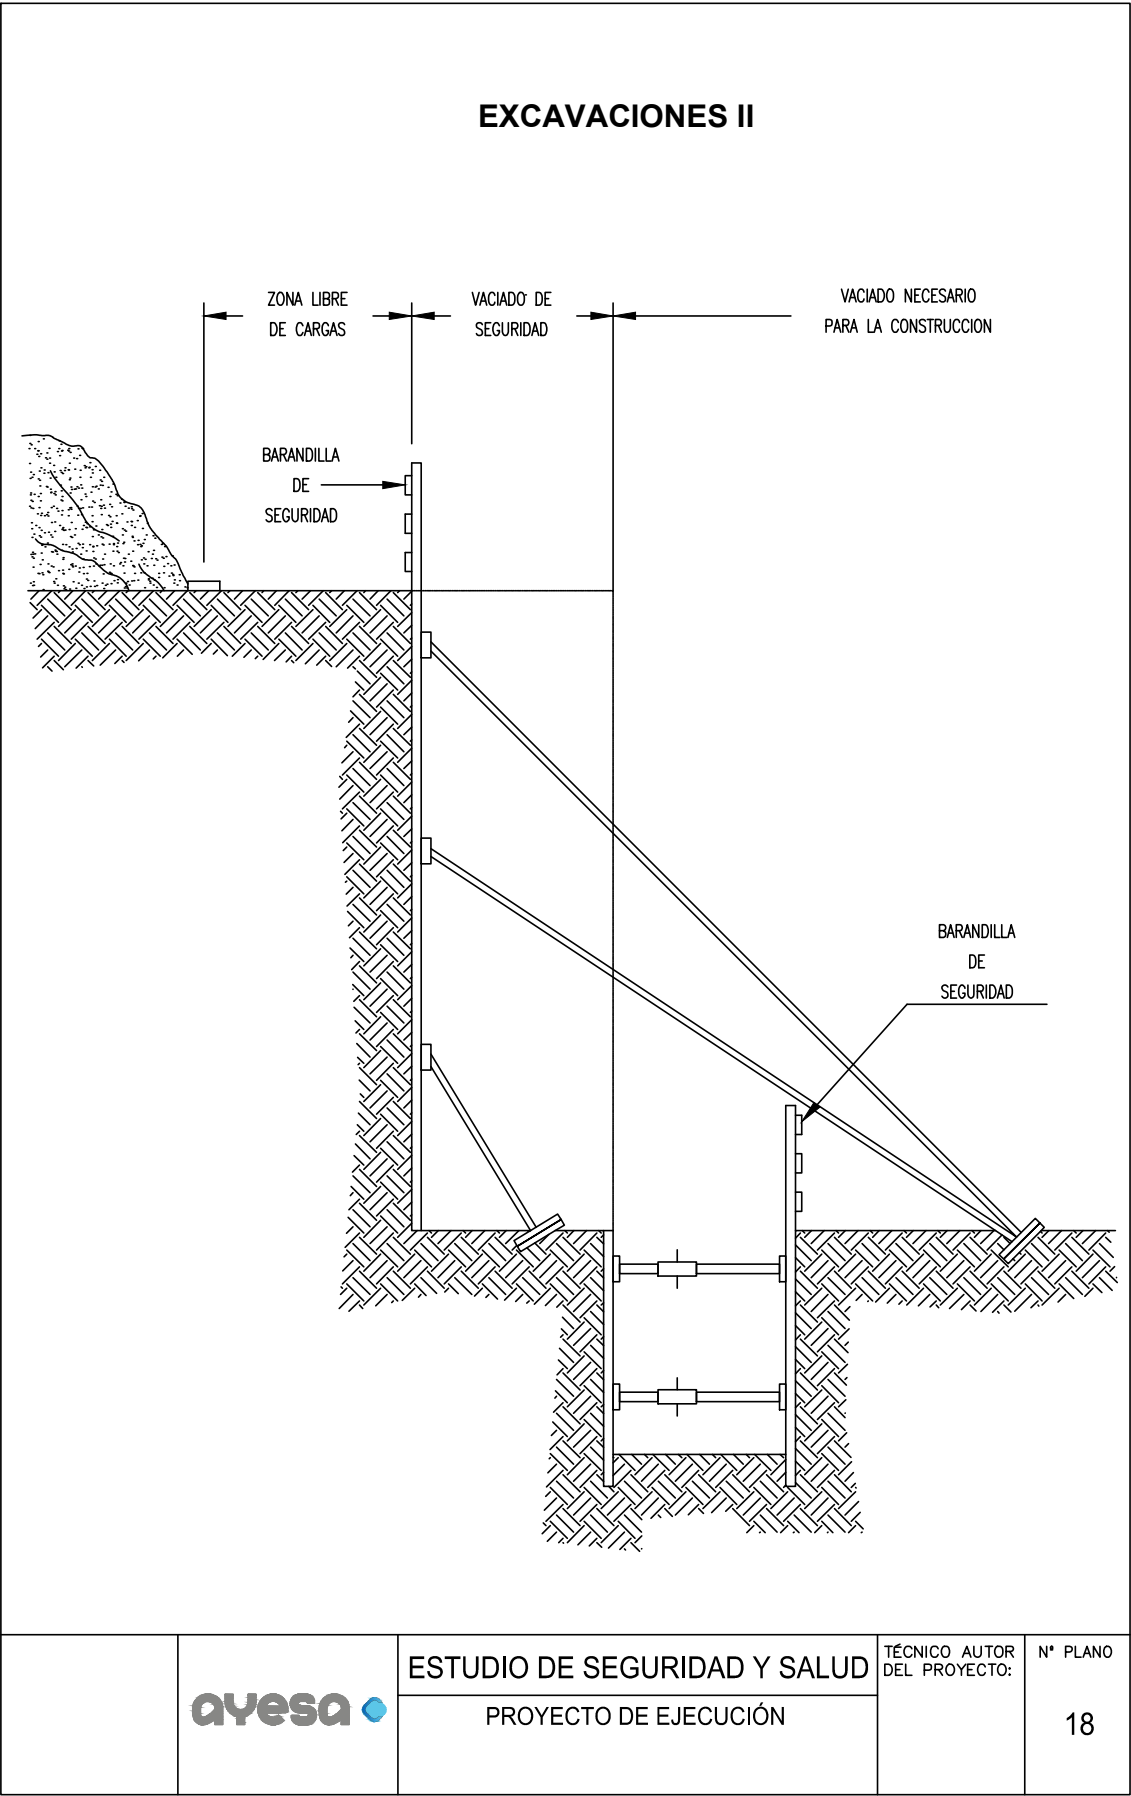 EXCAVACIONES II
ZONA LIBRE
DE CARGAS
VACIADO DE
SEGURIDAD
VACIADO NECESARIO
PARA LA CONSTRUCCION
BARANDILLA
DE
SEGURIDAD
BARANDILLA
DE
SEGURIDAD
ayesa
ESTUDIO DE SEGURIDAD Y SALUD
PROYECTO DE EJECUCIÓN
TÉCNICO AUTOR
DEL PROYECTO:
Nº PLANO
18